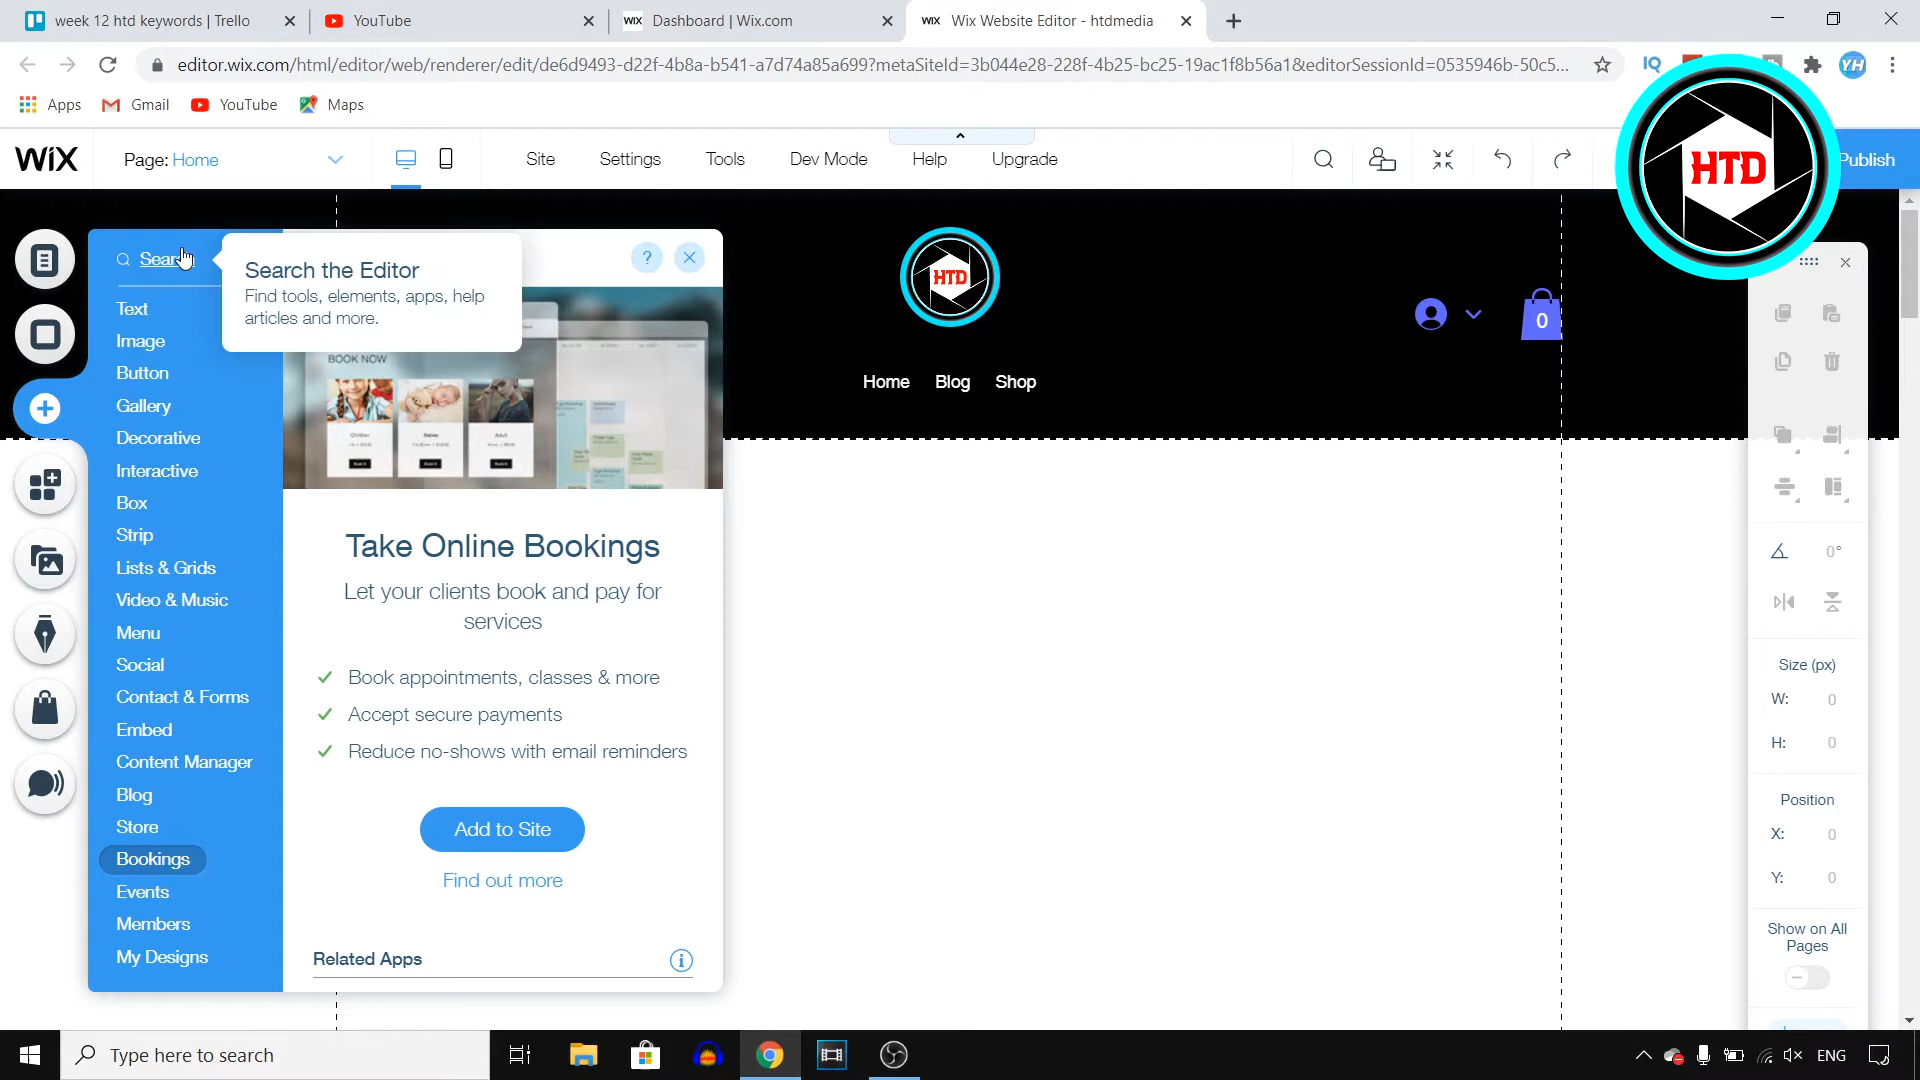 week 12 htd keywords | Trello
YouTube
WIX Dashboard | Wix.com
WIX Wix Website Editor - htdmedia
editor.wix.com/html/editor/web/renderer/edit/de6d9493-d22f-4b8a-b541-a7d74a85a699?metaSiteId=3b044e28-228f-4b25-bc25-19ac1f8b56a1&editorSessionId=0535946b-50c5...
IQ
YH
Apps
Gmail
YouTube
Maps
WiX
Page: Home
Site
Settings
Tools
Dev Mode
Help
Upgrade
Publish
HTD
Search
Search the Editor
Find tools, elements, apps, help
articles and more.
?
Text
Image
Button
Gallery
Decorative
Interactive
Box
Strip
Lists & Grids
Video & Music
Menu
Social
Contact & Forms
Embed
Content Manager
Blog
Store
Bookings
Events
Members
My Designs
BOOK NOW
Take Online Bookings
Let your clients book and pay for
services
Book appointments, classes & more
Accept secure payments
Reduce no-shows with email reminders
Add to Site
Find out more
Related Apps
HTD
0
Home
Blog
Shop
0°
Size (px)
W: 0
H: 0
Position
X: 0
Y: 0
Show on All
Pages
Type here to search
ENG